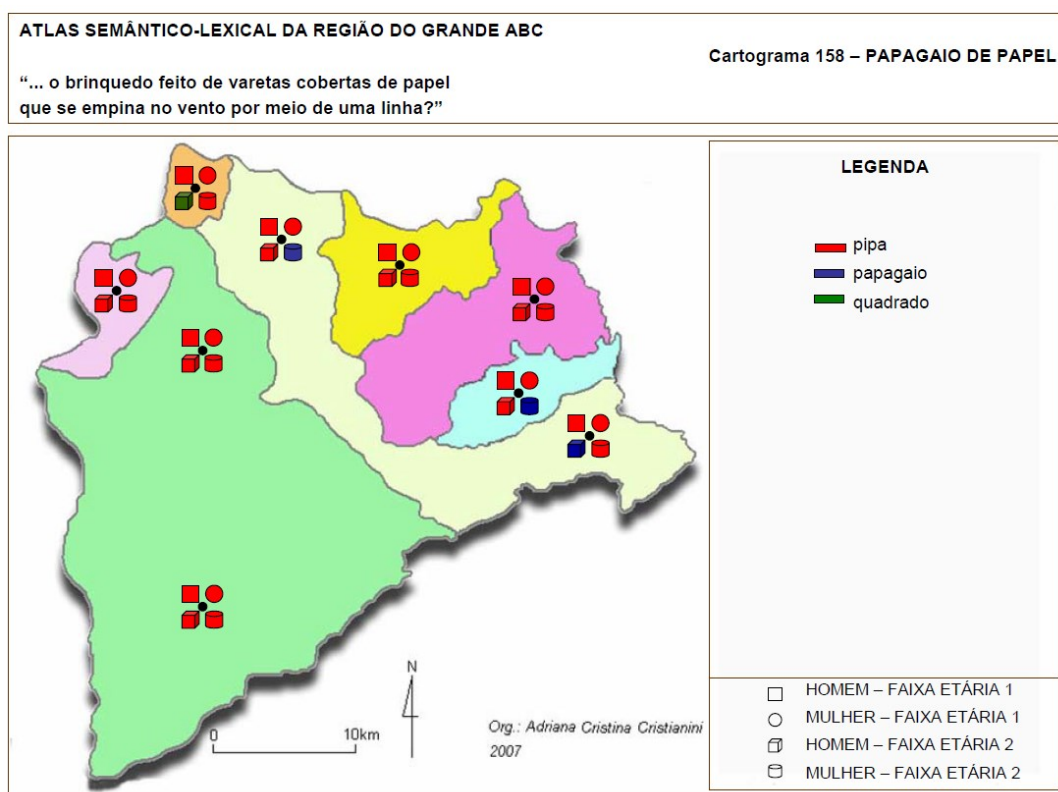 ATLAS SEMÂNTICO-LEXICAL DA REGIÃO DO GRANDE ABC
Cartograma 158 – PAPAGAIO DE PAPEL
“... o brinquedo feito de varetas cobertas de papel
que se empina no vento por meio de uma linha?”
LEGENDA
pipa
papagaio
quadrado
N
0 10km
Org.: Adriana Cristina Cristianini
2007
HOMEM – FAIXA ETÁRIA 1
MULHER – FAIXA ETÁRIA 1
HOMEM – FAIXA ETÁRIA 2
MULHER – FAIXA ETÁRIA 2